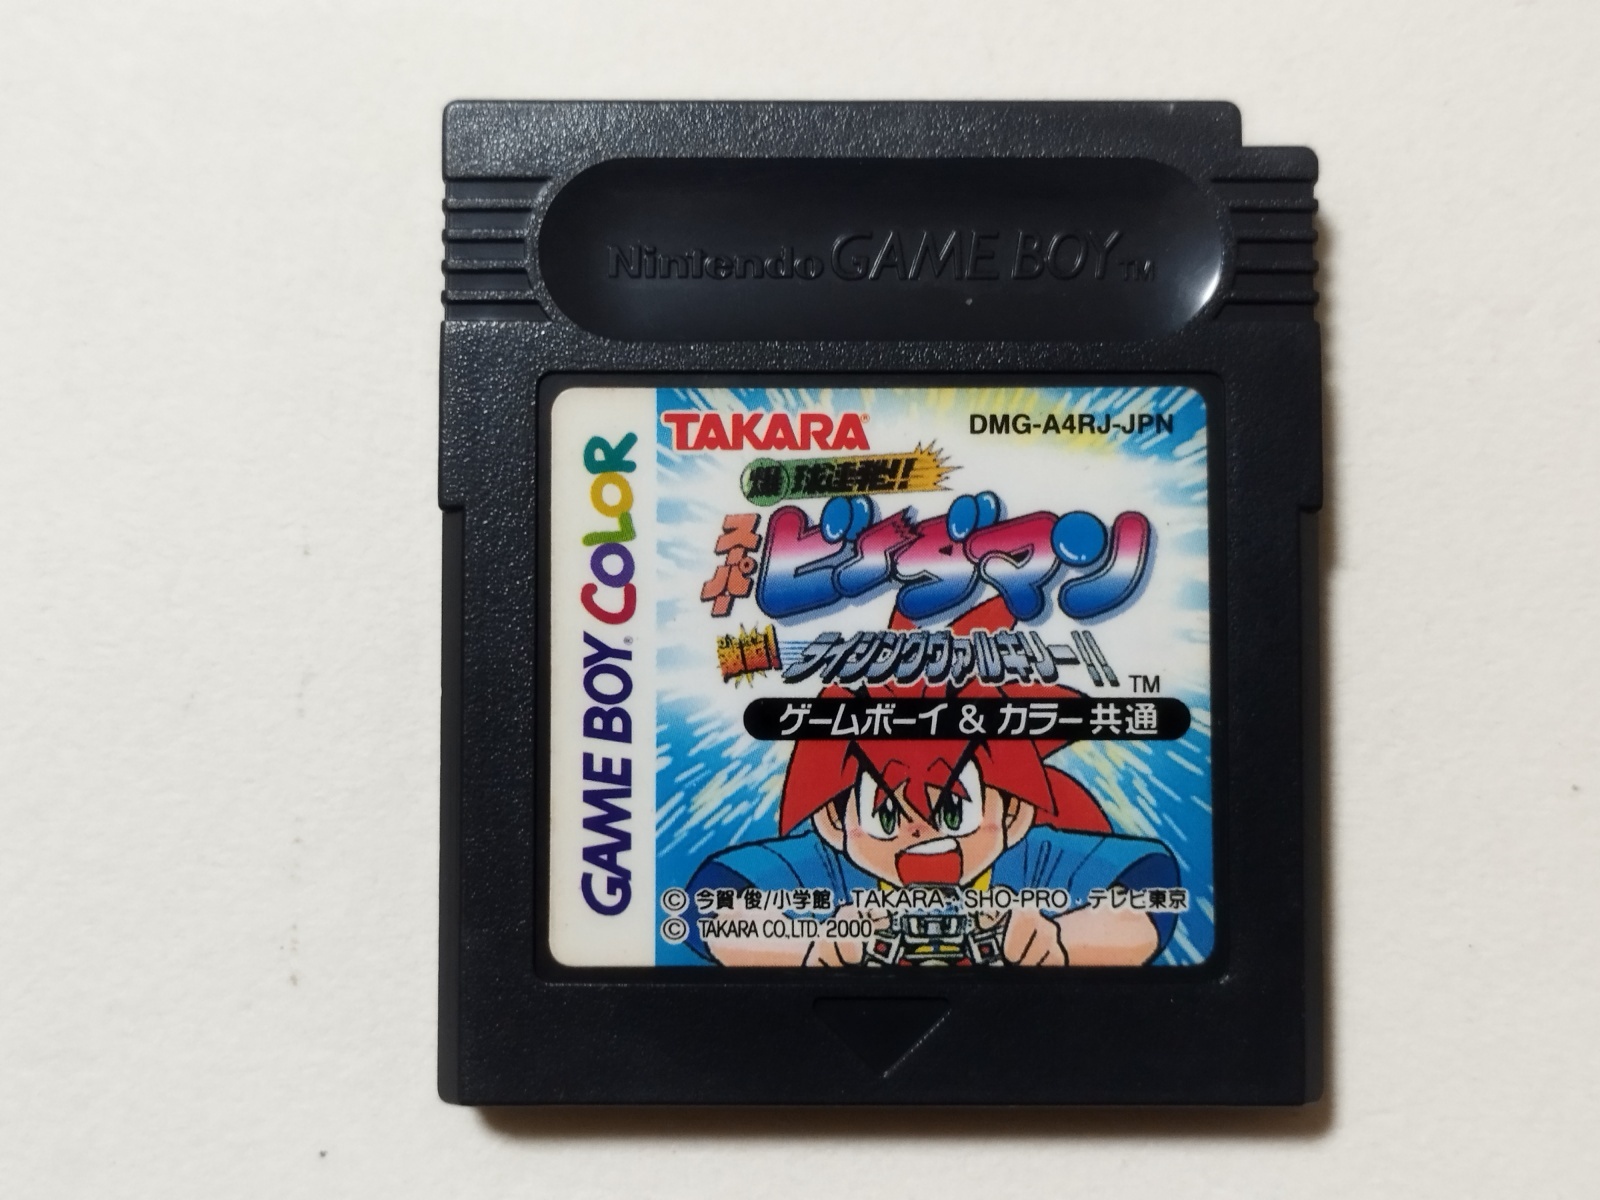 Nintendo GAME BOY™
GAME BOY® COLOR
TAKARA®
DMG-A4RJ-JPN
爆球連発!!
スーパー
ビーダマン
ライジングヴァルキリー!!
TM
ゲームボーイ & カラー共通
© 今賀 俊/小学館・TAKARA・SHO-PRO・テレビ東京
© TAKARA CO.,LTD. 2000